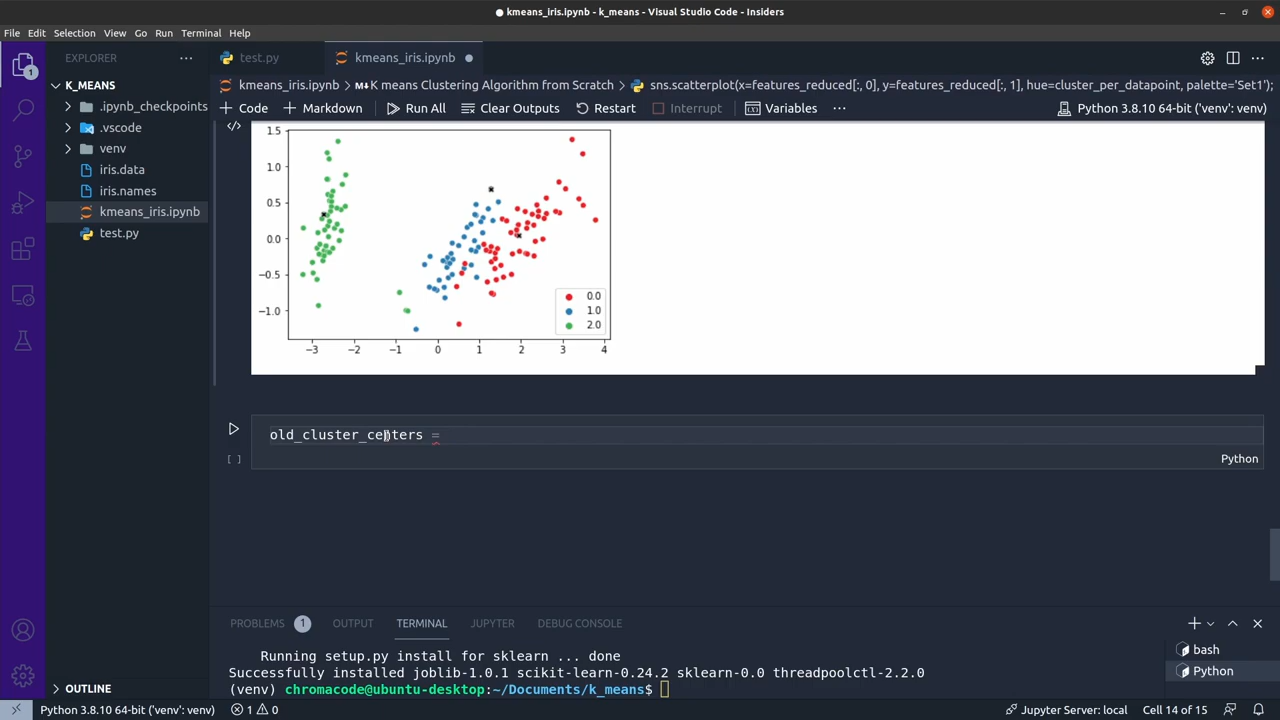 kmeans_iris.ipynb - k_means - Visual Studio Code - Insiders
File Edit Selection View Go Run Terminal Help
EXPLORER
test.py
kmeans_iris.ipynb
1
K_MEANS
kmeans_iris.ipynb > K means Clustering Algorithm from Scratch > sns.scatterplot(x=features_reduced[:, 0], y=features_reduced[:, 1], hue=cluster_per_datapoint, palette='Set1');
.ipynb_checkpoints
.vscode
venv
iris.data
iris.names
kmeans_iris.ipynb
test.py
+ Code + Markdown Run All Clear Outputs Restart Interrupt Variables ... Python 3.8.10 64-bit ('venv': venv)
1.5
1.0
0.5
0.0
−0.5
−1.0
−3 −2 −1 0 1 2 3 4
0.0
1.0
2.0
old_cluster_centers =
[ ]
Python
PROBLEMS 1 OUTPUT TERMINAL JUPYTER DEBUG CONSOLE
Running setup.py install for sklearn ... done
Successfully installed joblib-1.0.1 scikit-learn-0.24.2 sklearn-0.0 threadpoolctl-2.2.0
(venv) chromacode@ubuntu-desktop:~/Documents/k_means$
bash
Python
OUTLINE
Python 3.8.10 64-bit ('venv': venv) 1 0 Jupyter Server: local Cell 14 of 15